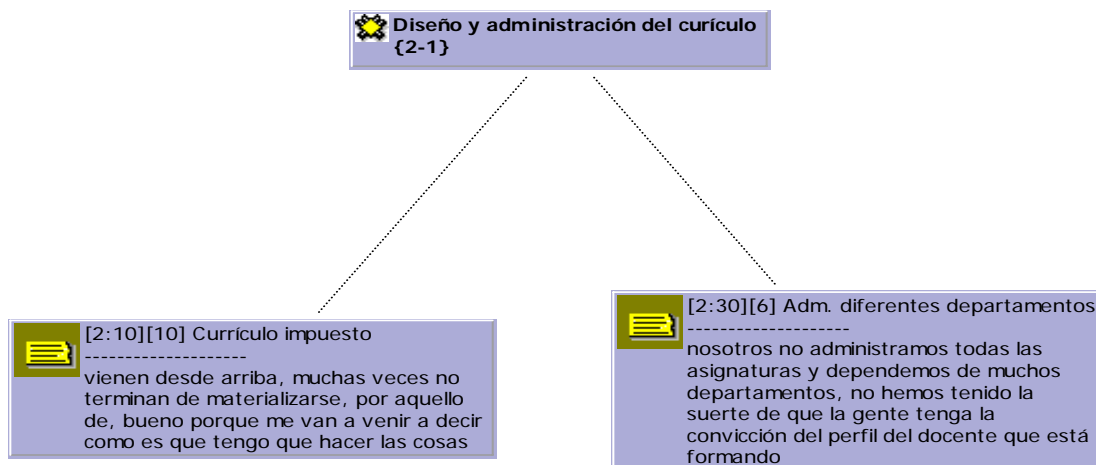 Diseño y administración del curículo
{2-1}
[2:10][10] Currículo impuesto
--------------------
vienen desde arriba, muchas veces no
terminan de materializarse, por aquello
de, bueno porque me van a venir a decir
como es que tengo que hacer las cosas
[2:30][6] Adm. diferentes departamentos
--------------------
nosotros no administramos todas las
asignaturas y dependemos de muchos
departamentos, no hemos tenido la
suerte de que la gente tenga la
convicción del perfil del docente que está
formando